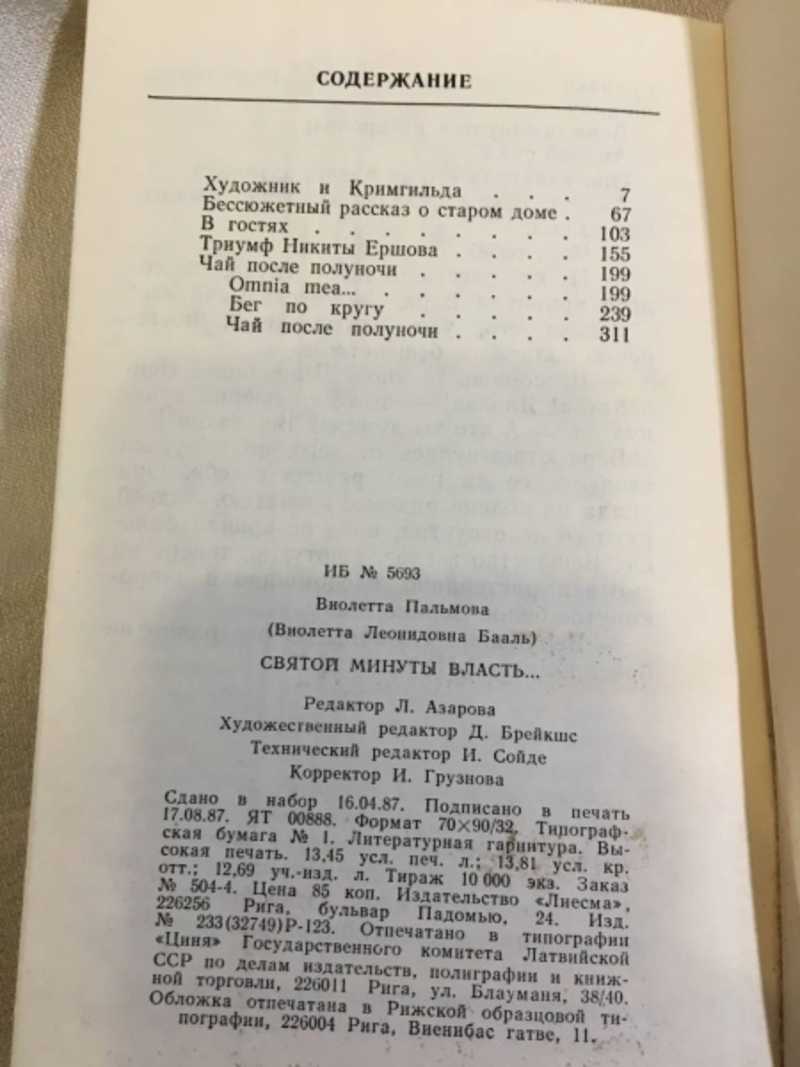 СОДЕРЖАНИЕ
Художник и Кримгильда . . . 7
Бессюжетный рассказ о старом доме . 67
В гостях . . . . . . . . 103
Триумф Никиты Ершова . . . . 155
Чай после полуночи . . . . . 199
Omnia mea... . . . . . . 199
Бег по кругу . . . . . 239
Чай после полуночи . . . . 311
ИБ № 5693
Виолетта Пальмова
(Виолетта Леонидовна Бааль)
СВЯТОЙ МИНУТЫ ВЛАСТЬ...
Редактор Л. Азарова
Художественный редактор Д. Брейкшс
Технический редактор И. Сойде
Корректор И. Грузнова
Сдано в набор 16.04.87. Подписано в печать
17.08.87. ЯТ 00888. Формат 70×90/32. Типограф-
ская бумага № 1. Литературная гарнитура. Вы-
сокая печать. 13,45 усл. печ. л.; 13,81 усл. кр.
отт.; 12,69 уч.-изд. л. Тираж 10 000 экз. Заказ
№ 504-4. Цена 85 коп. Издательство «Лиесма»,
226256 Рига, бульвар Падомью, 24. Изд.
№ 233(32749)Р-123. Отпечатано в типографии
«Циня» Государственного комитета Латвийской
ССР по делам издательств, полиграфии и книж-
ной торговли, 226011 Рига, ул. Блауманя, 38/40.
Обложка отпечатана в Рижской образцовой ти-
пографии, 226004 Рига, Виенибас гатве, 11.